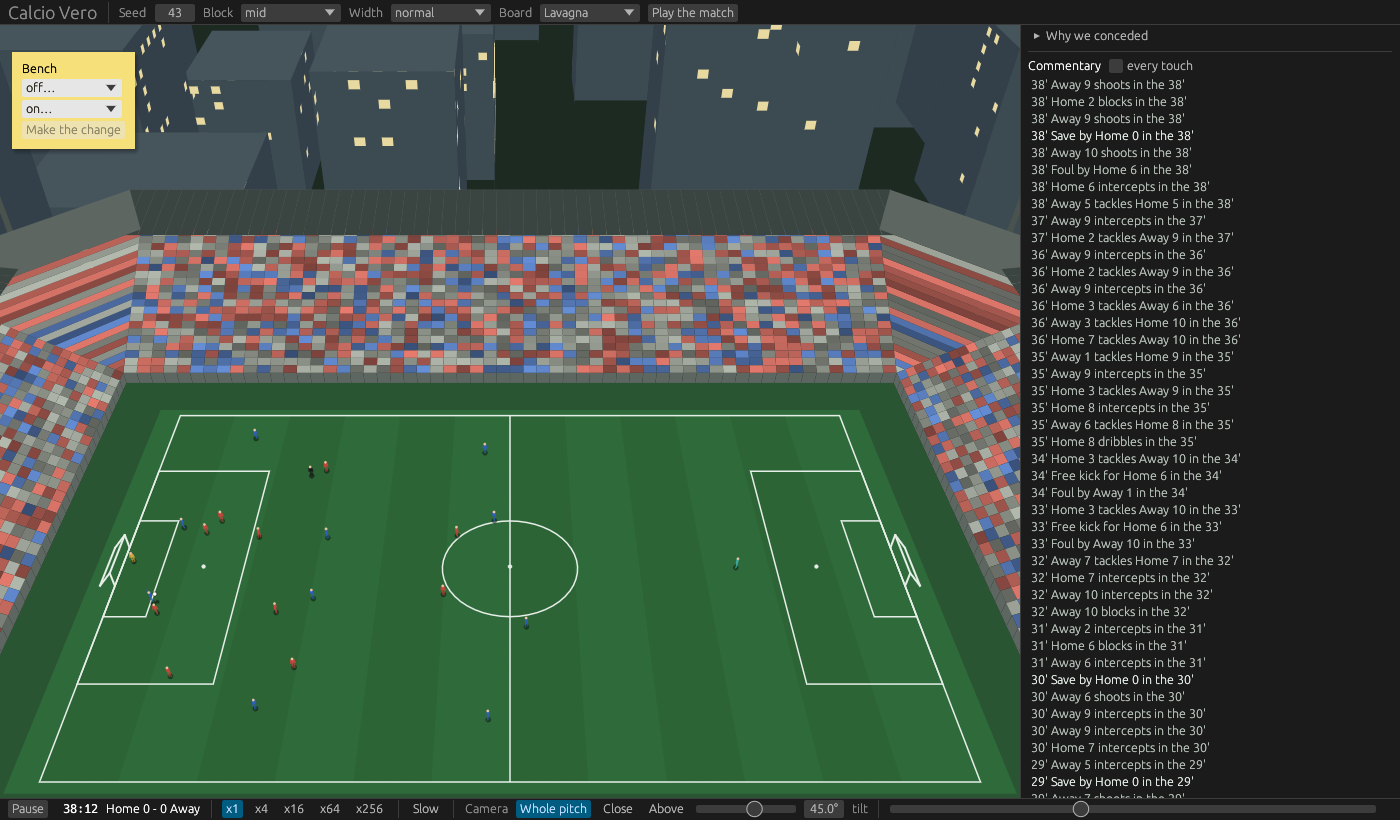 Calcio Vero Seed 43 Block mid Width normal Board Lavagna Play the match
Bench
off...
on...
Make the change
Why we conceded
Commentary every touch
38' Away 9 shoots in the 38'
38' Home 2 blocks in the 38'
38' Away 9 shoots in the 38'
38' Save by Home 0 in the 38'
38' Away 10 shoots in the 38'
38' Foul by Home 6 in the 38'
38' Home 6 intercepts in the 38'
38' Away 5 tackles Home 5 in the 38'
37' Away 9 intercepts in the 37'
37' Home 2 tackles Away 9 in the 37'
36' Away 9 intercepts in the 36'
36' Home 2 tackles Away 9 in the 36'
36' Away 9 intercepts in the 36'
36' Home 3 tackles Away 6 in the 36'
36' Away 3 tackles Home 10 in the 36'
36' Home 7 tackles Away 10 in the 36'
35' Away 1 tackles Home 9 in the 35'
35' Away 9 intercepts in the 35'
35' Home 3 tackles Away 9 in the 35'
35' Home 8 intercepts in the 35'
35' Away 6 tackles Home 8 in the 35'
35' Home 8 dribbles in the 35'
34' Home 3 tackles Away 10 in the 34'
34' Free kick for Home 6 in the 34'
34' Foul by Away 1 in the 34'
33' Home 3 tackles Away 10 in the 33'
33' Free kick for Home 6 in the 33'
33' Foul by Away 10 in the 33'
32' Away 7 tackles Home 7 in the 32'
32' Home 7 intercepts in the 32'
32' Away 10 intercepts in the 32'
32' Away 10 blocks in the 32'
31' Away 2 intercepts in the 31'
31' Home 6 blocks in the 31'
31' Away 6 intercepts in the 31'
30' Save by Home 0 in the 30'
30' Away 6 shoots in the 30'
30' Away 9 intercepts in the 30'
30' Away 9 intercepts in the 30'
30' Home 7 intercepts in the 30'
29' Away 5 intercepts in the 29'
29' Save by Home 0 in the 29'
29' Away 7 shoots in the 29'
Pause 38:12 Home 0 - 0 Away x1 x4 x16 x64 x256 Slow Camera Whole pitch Close Above 45.0° tilt